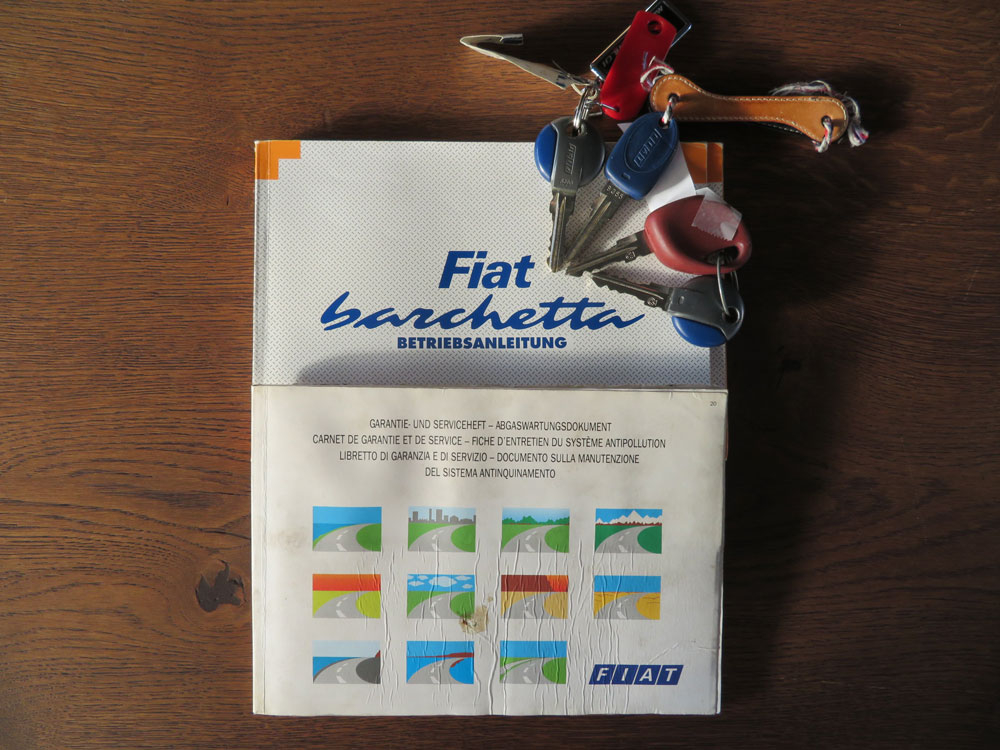 Fiat
barchetta
BETRIEBSANLEITUNG
20
GARANTIE- UND SERVICEHEFT – ABGASWARTUNGSDOKUMENT
CARNET DE GARANTIE ET DE SERVICE – FICHE D'ENTRETIEN DU SYSTÈME ANTIPOLLUTION
LIBRETTO DI GARANZIA E DI SERVIZIO – DOCUMENTO SULLA MANUTENZIONE
DEL SISTEMA ANTINQUINAMENTO
FIAT